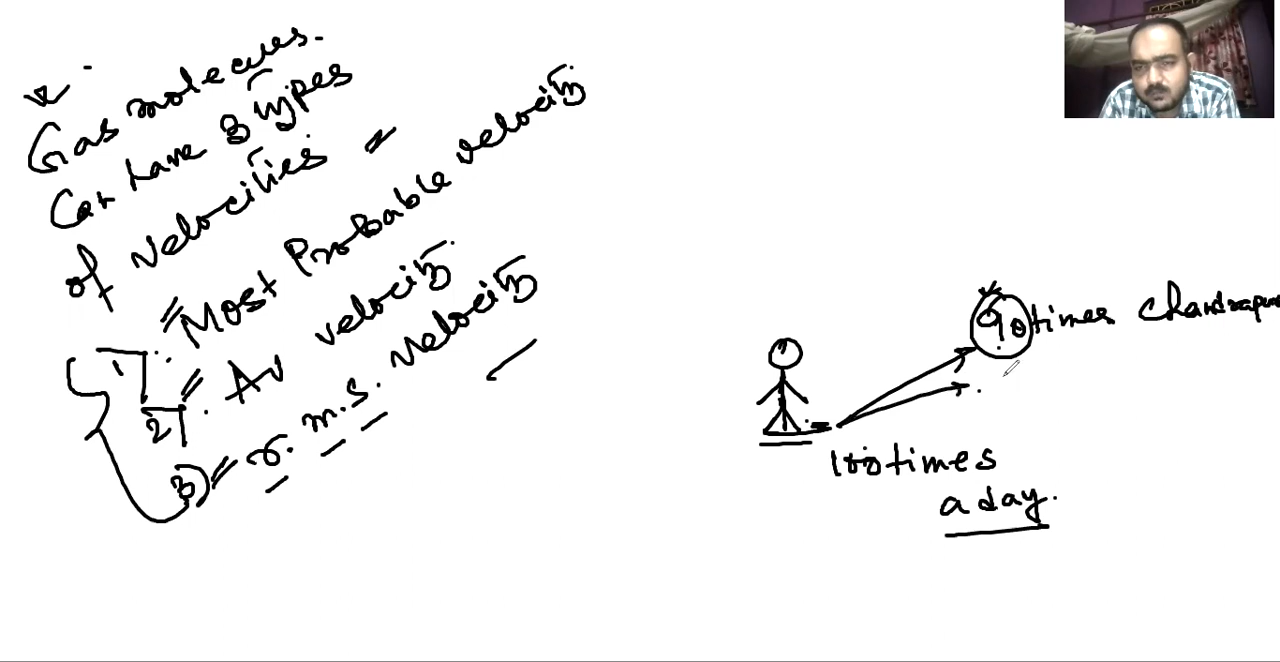 Gas molecules.
Can have 3 types
of velocities
1. Most Probable velocity
2. Av velocity
3) r.m.s. velocity
90 times Chandrapur
100 times
a day.